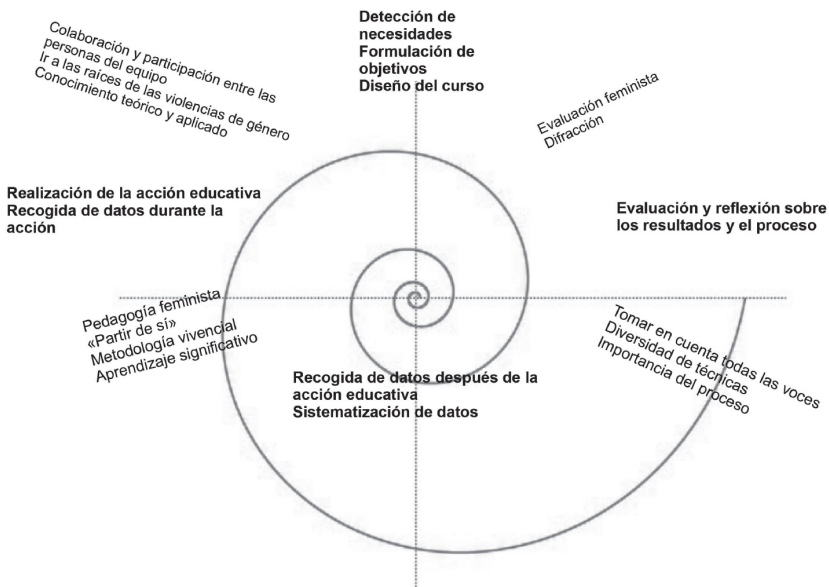 Colaboración y participación entre las
personas del equipo
Ir a las raíces de las violencias de género
Conocimiento teórico y aplicado
Detección de
necesidades
Formulación de
objetivos
Diseño del curso
Evaluación feminista
Difracción
Realización de la acción educativa
Recogida de datos durante la
acción
Evaluación y reflexión sobre
los resultados y el proceso
Pedagogía feminista
«Partir de sí»
Metodología vivencial
Aprendizaje significativo
Recogida de datos después de la
acción educativa
Sistematización de datos
Tomar en cuenta todas las voces
Diversidad de técnicas
Importancia del proceso